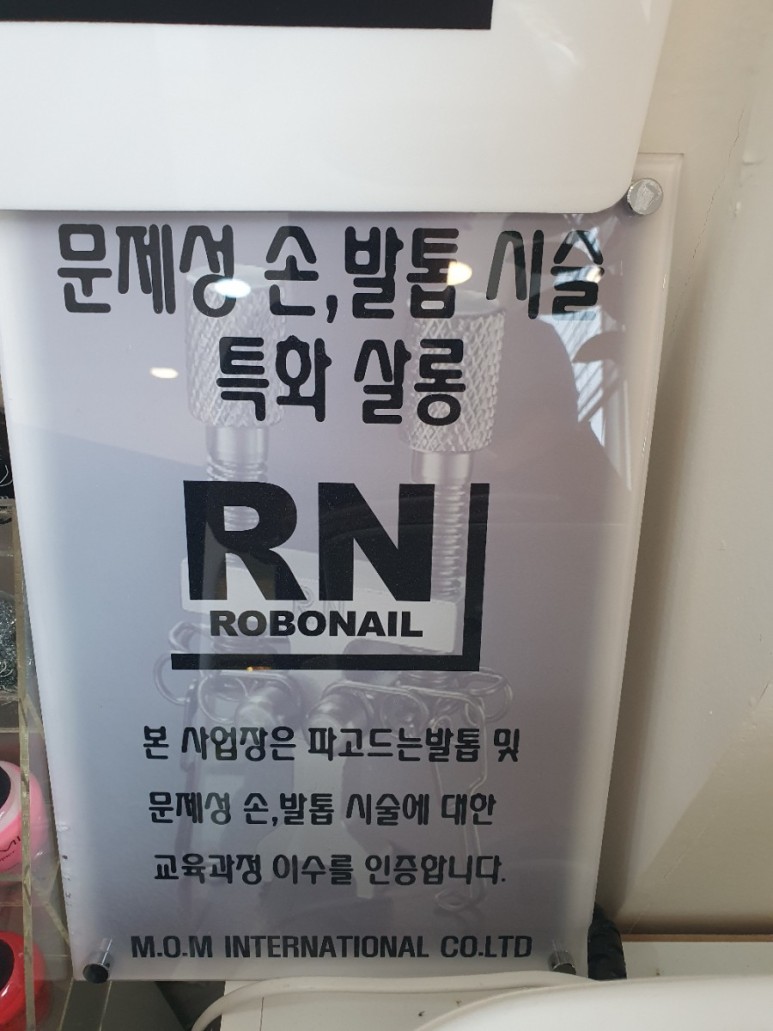 문제성 손,발톱 시술
특화 살롱
RN
ROBONAIL
본 사업장은 파고드는발톱 및
문제성 손,발톱 시술에 대한
교육과정 이수를 인증합니다.
M.O.M INTERNATIONAL CO.LTD